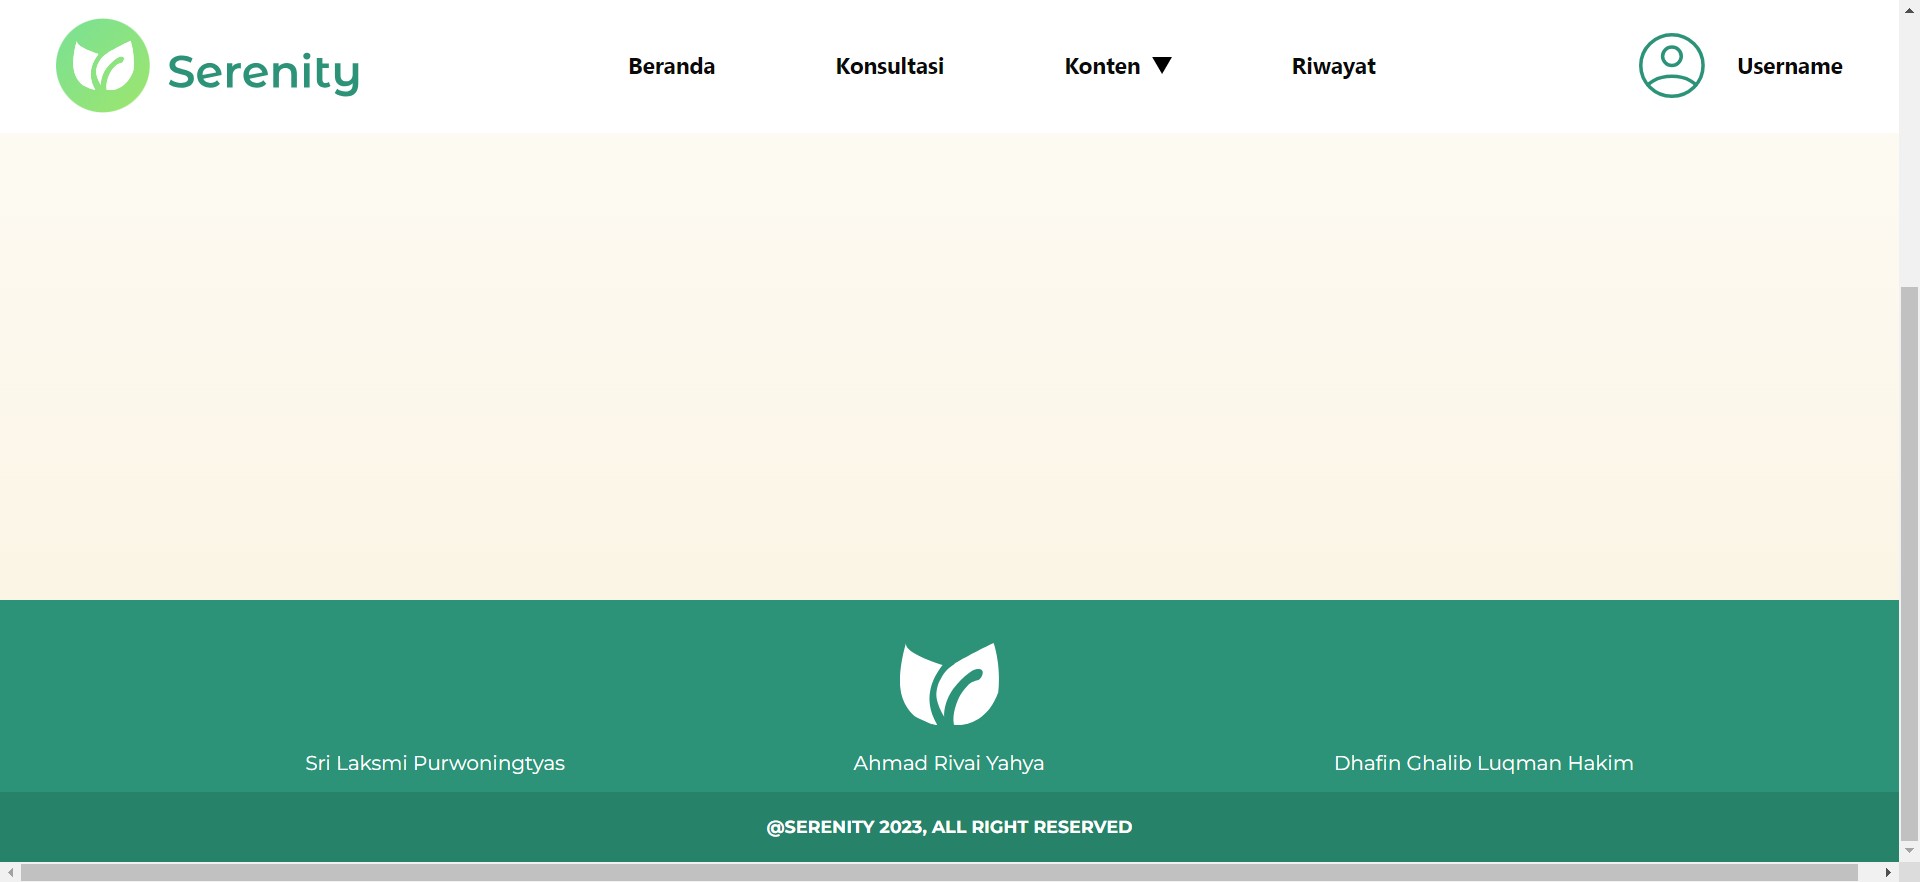 Serenity
Beranda Konsultasi Konten ▼ Riwayat Username
Sri Laksmi Purwoningtyas Ahmad Rivai Yahya Dhafin Ghalib Luqman Hakim
@SERENITY 2023, ALL RIGHT RESERVED